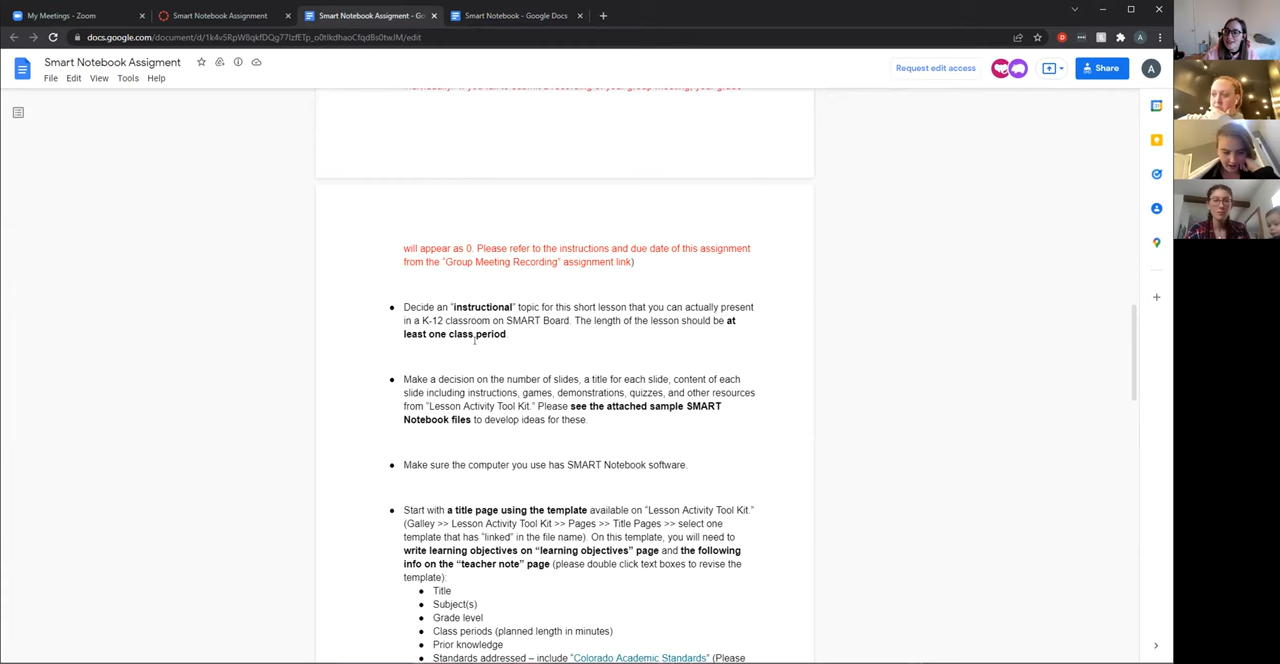 My Meetings - Zoom
Smart Notebook Assignment
Smart Notebook Assigment - Go
Smart Notebook - Google Docs
docs.google.com/document/d/1k4v5RpW8qkfDQg77IzfETp_o0tIkdhaoCfqdBs0twJM/edit
Smart Notebook Assigment
File Edit View Tools Help
Request edit access
Share
A
will appear as 0. Please refer to the instructions and due date of this assignment
from the "Group Meeting Recording" assignment link)
● Decide an "instructional" topic for this short lesson that you can actually present
in a K-12 classroom on SMART Board. The length of the lesson should be at
least one class period.
● Make a decision on the number of slides, a title for each slide, content of each
slide including instructions, games, demonstrations, quizzes, and other resources
from "Lesson Activity Tool Kit." Please see the attached sample SMART
Notebook files to develop ideas for these.
● Make sure the computer you use has SMART Notebook software.
● Start with a title page using the template available on "Lesson Activity Tool Kit."
(Galley >> Lesson Activity Tool Kit >> Pages >> Title Pages >> select one
template that has "linked" in the file name). On this template, you will need to
write learning objectives on "learning objectives" page and the following
info on the "teacher note" page (please double click text boxes to revise the
template):
● Title
● Subject(s)
● Grade level
● Class periods (planned length in minutes)
● Prior knowledge
● Standards addressed – include "Colorado Academic Standards" (Please